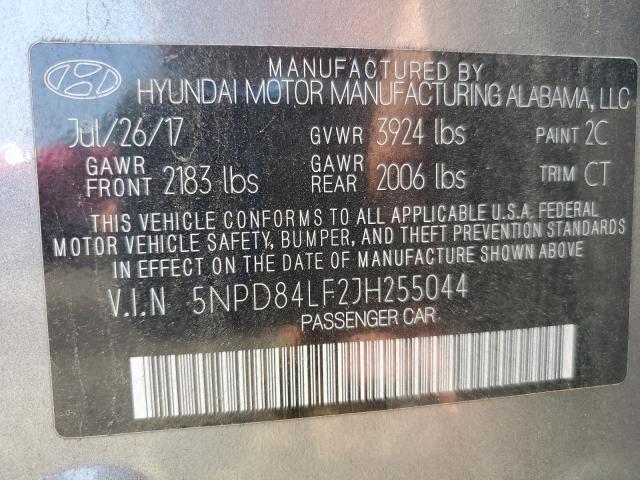 MANUFACTURED BY
HYUNDAI MOTOR MANUFACTURING ALABAMA, LLC
Jul/26/17 GVWR 3924 lbs PAINT 2C
GAWR FRONT 2183 lbs GAWR REAR 2006 lbs TRIM CT
THIS VEHICLE CONFORMS TO ALL APPLICABLE U.S.A. FEDERAL
MOTOR VEHICLE SAFETY, BUMPER, AND THEFT PREVENTION STANDARDS
IN EFFECT ON THE DATE OF MANUFACTURE SHOWN ABOVE.
V.I.N 5NPD84LF2JH255044
PASSENGER CAR